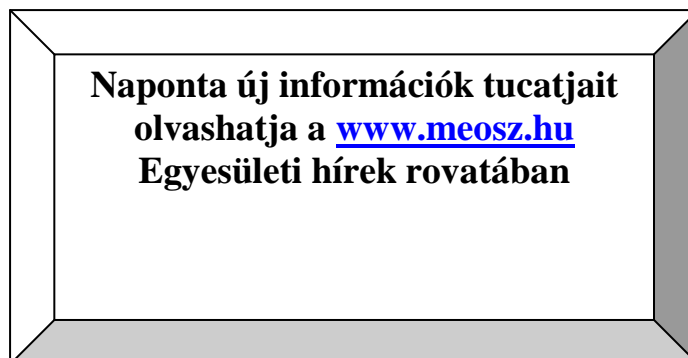 Naponta új információk tucatjait
olvashatja a www.meosz.hu
Egyesületi hírek rovatában